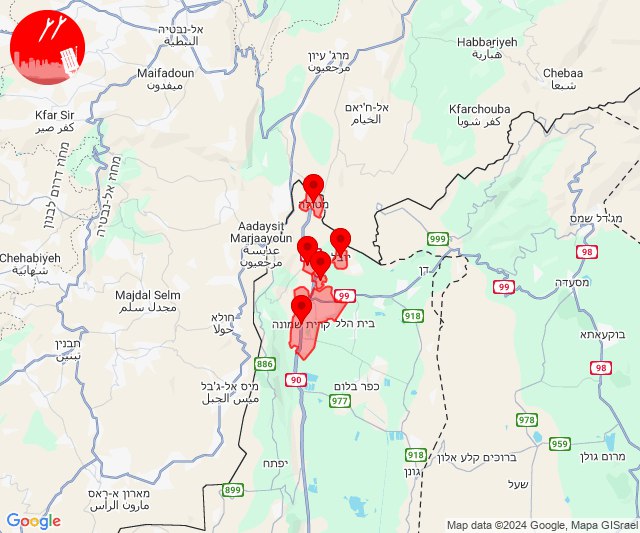 אל-נבטיה
النبطية
מרג' עיון
מרجعيون
Habbariyeh
هبارية
Maifadoun
ميفدون
Chebaa
شبعا
אל-ח'יאם
الخيام
Kfarchouba
كفر شوبا
Kfar Sir
كفر صير
מחוז אל-נבטיה
מחוז דרום לבנון
מטולה
Aadaysit
Marjaayoun
عديسة
مرجعيون
מג'דל שמס
999
98
Chehabiyeh
شهابية
דן
99
מסעדה
Majdal Selm
مجدل سلم
99
918
חולא
حولا
קרית שמונה
בית הלל
בוקעאתא
תבנין
تبنين
886
98
90
מיס אל-ג'בל
ميس الجبل
כפר בלום
977
978
959
918
ברוכים קלע אלון
מרום גולן
יפתח
גונן
שעל
899
מארון א-ראס
مارون الراس
Google
Map data ©2024 Google, Mapa GISrael